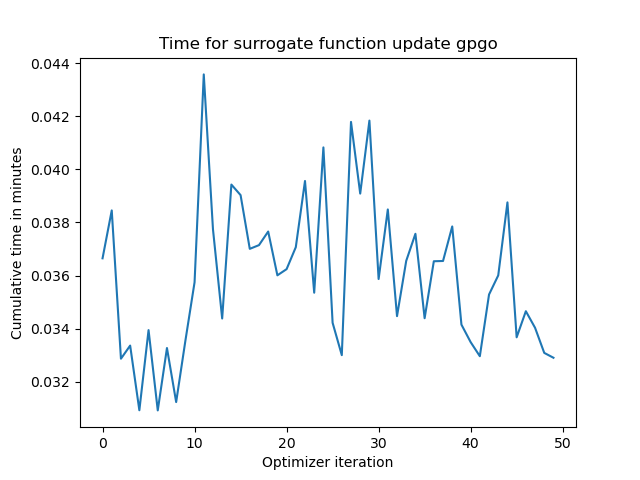 Time for surrogate function update gpgo
Cumulative time in minutes
0.044
0.042
0.040
0.038
0.036
0.034
0.032
0 10 20 30 40 50
Optimizer iteration